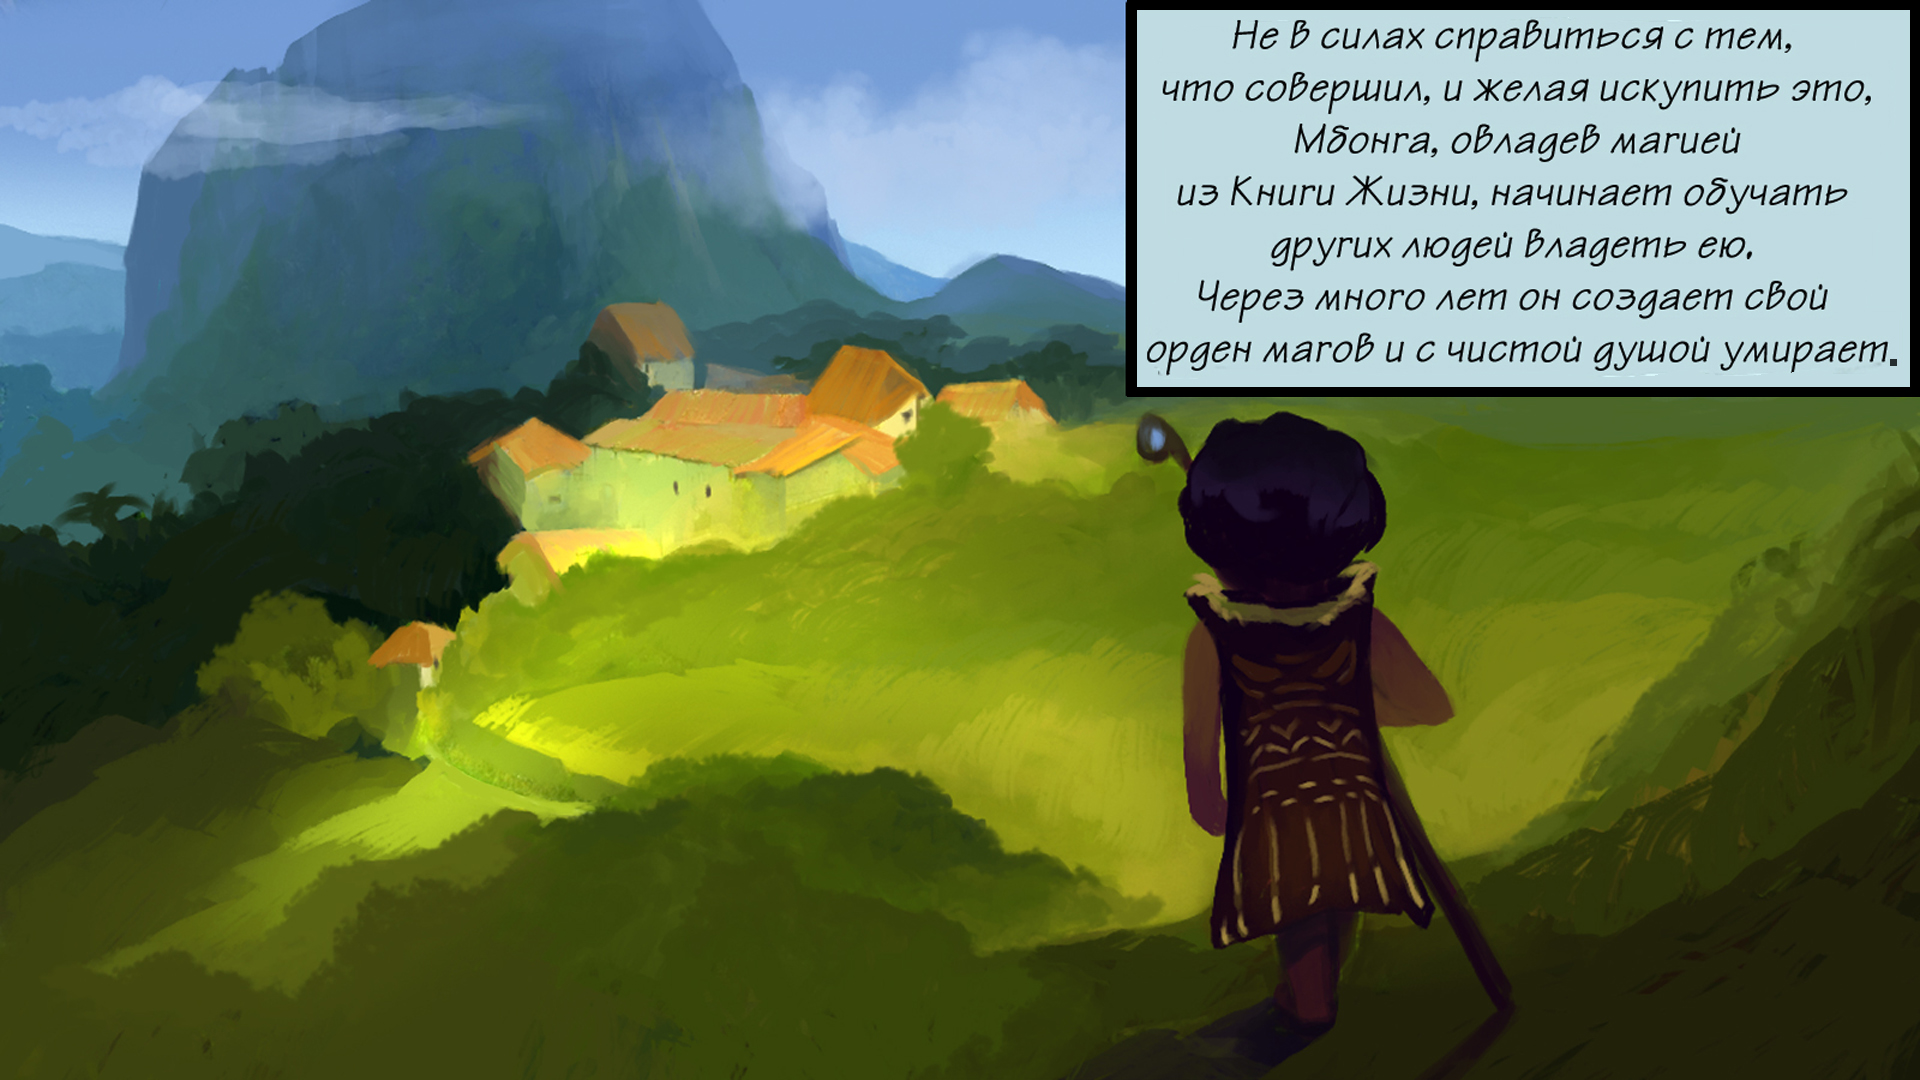 Не в силах справиться с тем,
что совершил, и желая искупить это,
Мбонга, овладев магией
из Книги Жизни, начинает обучать
других людей владеть ею.
Через много лет он создает свой
орден магов и с чистой душой умирает.